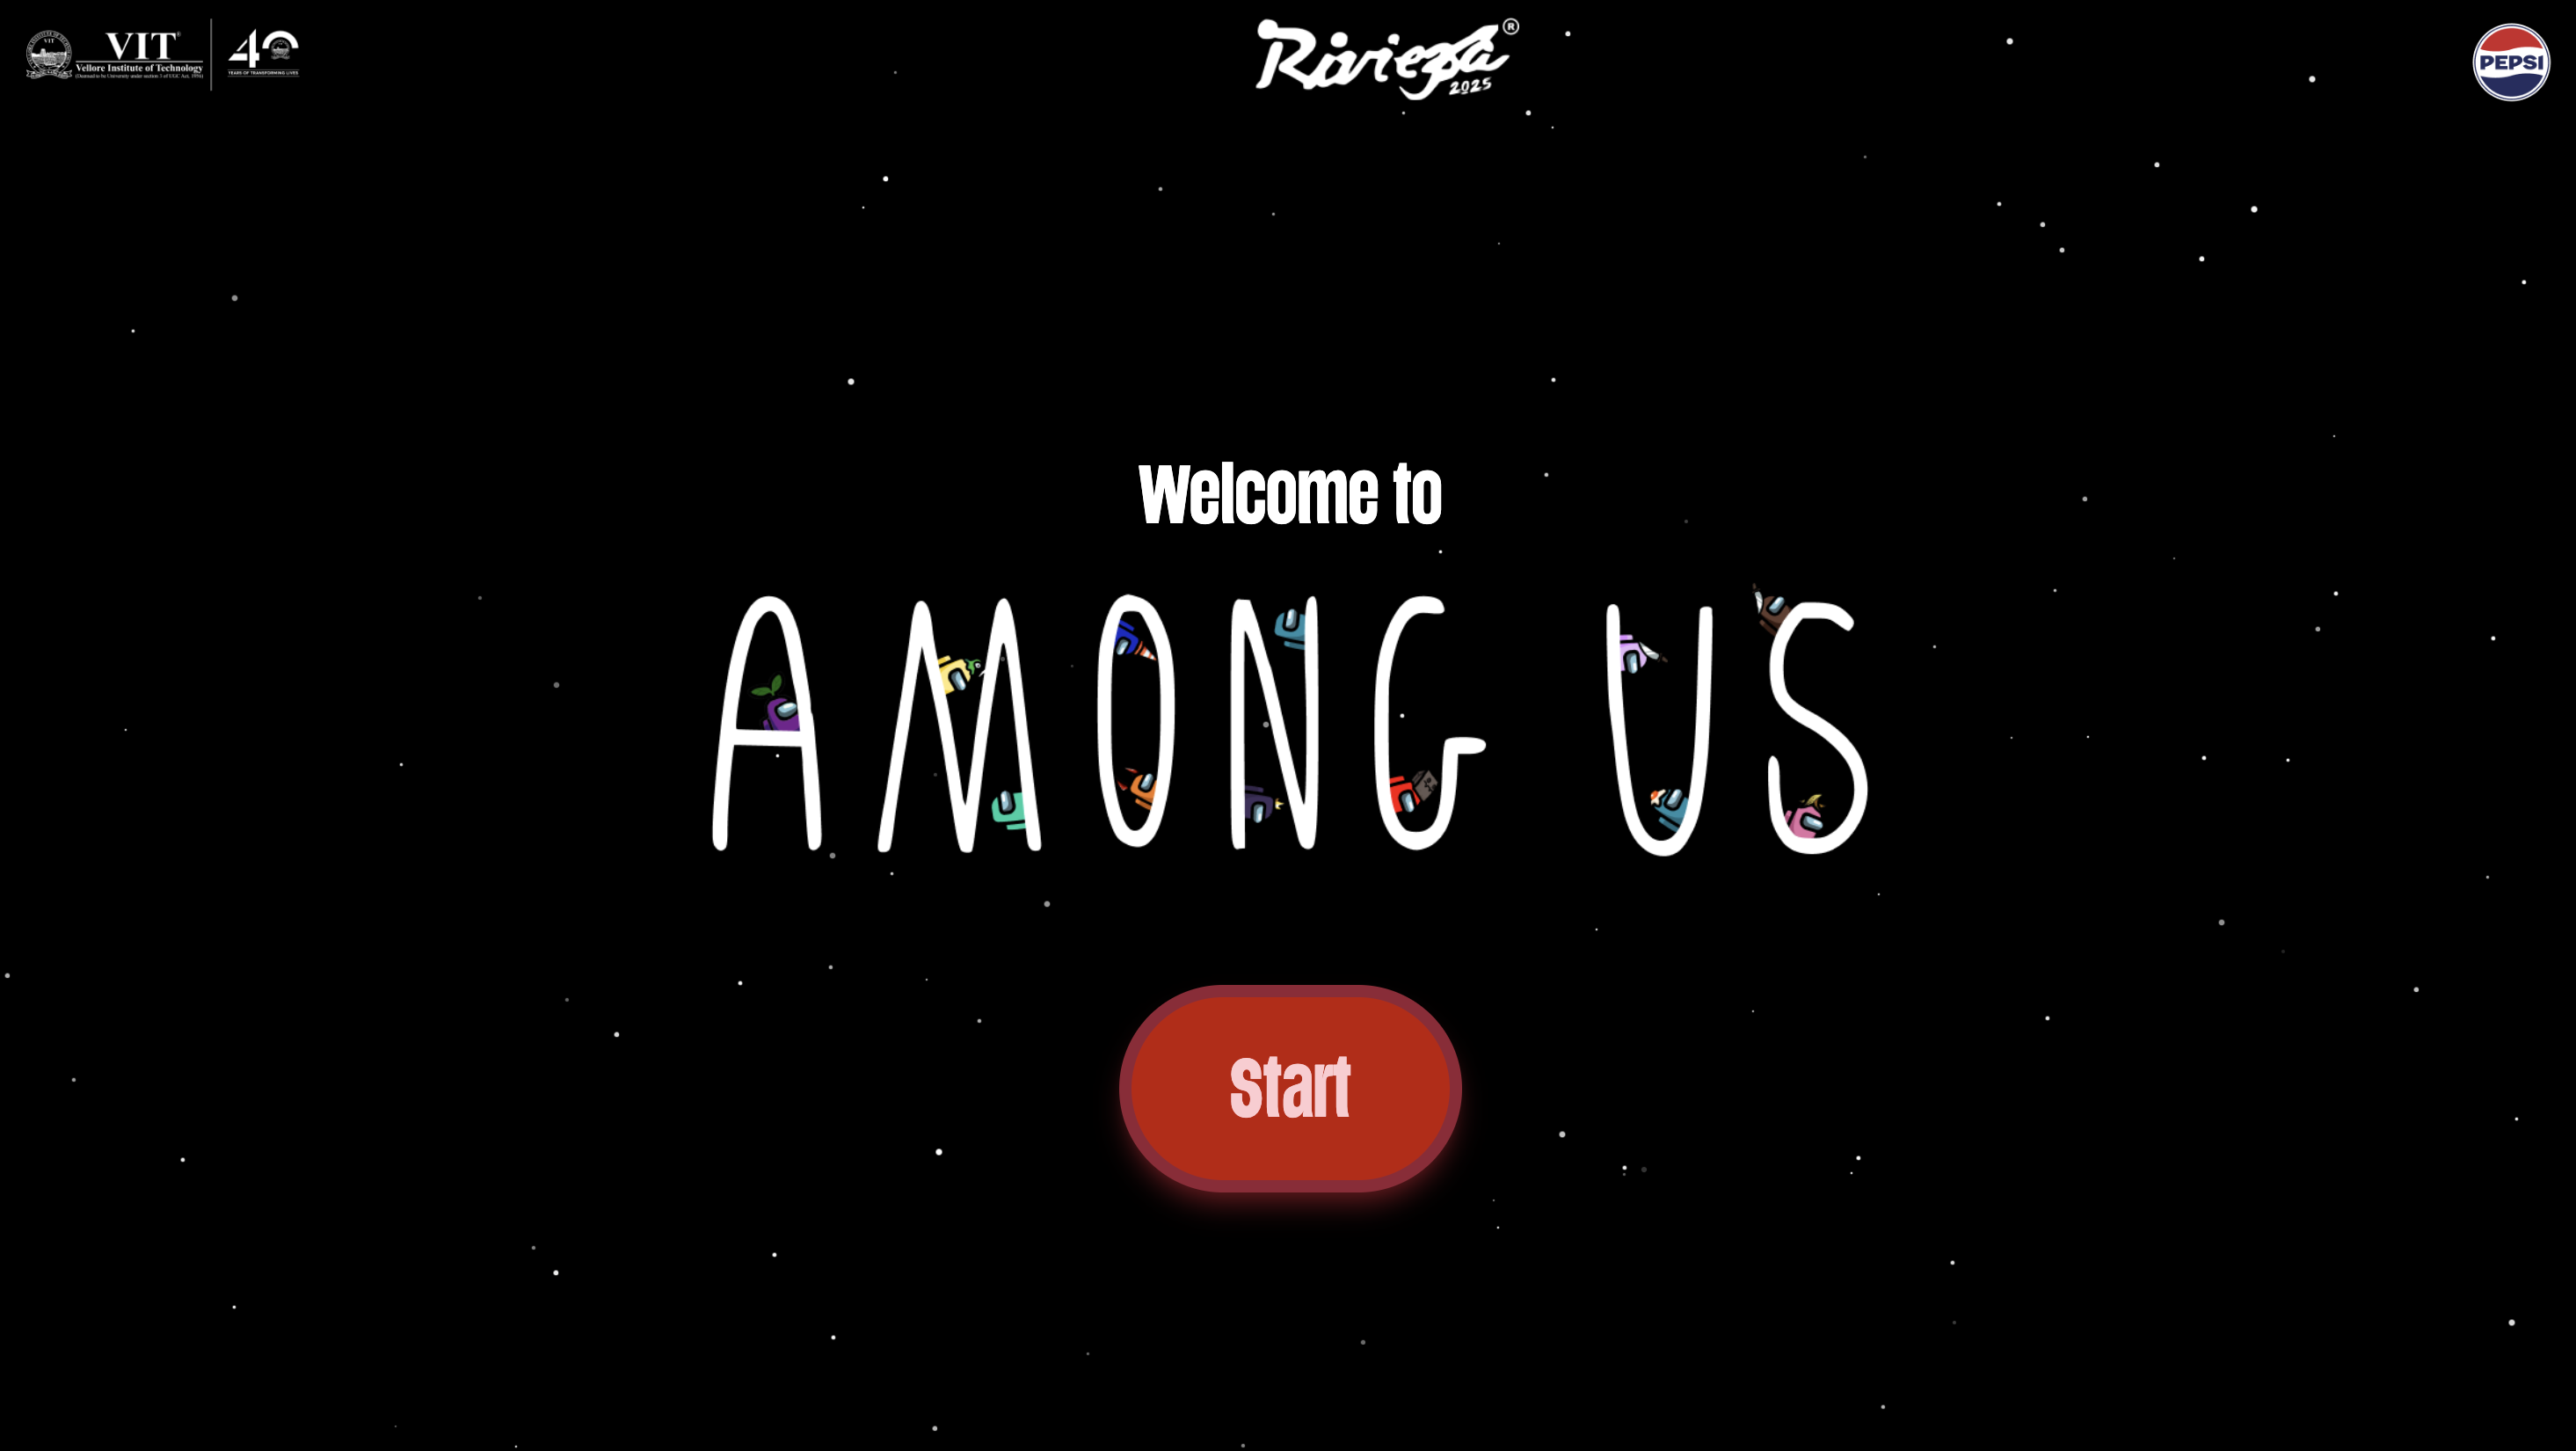 VIT
Vellore Institute of Technology
(Deemed to be University under section 3 of UGC Act, 1956)
40
YEARS OF TRANSFORMING LIVES
Riviera ®
2025
PEPSI
Welcome to
AMONG US
Start